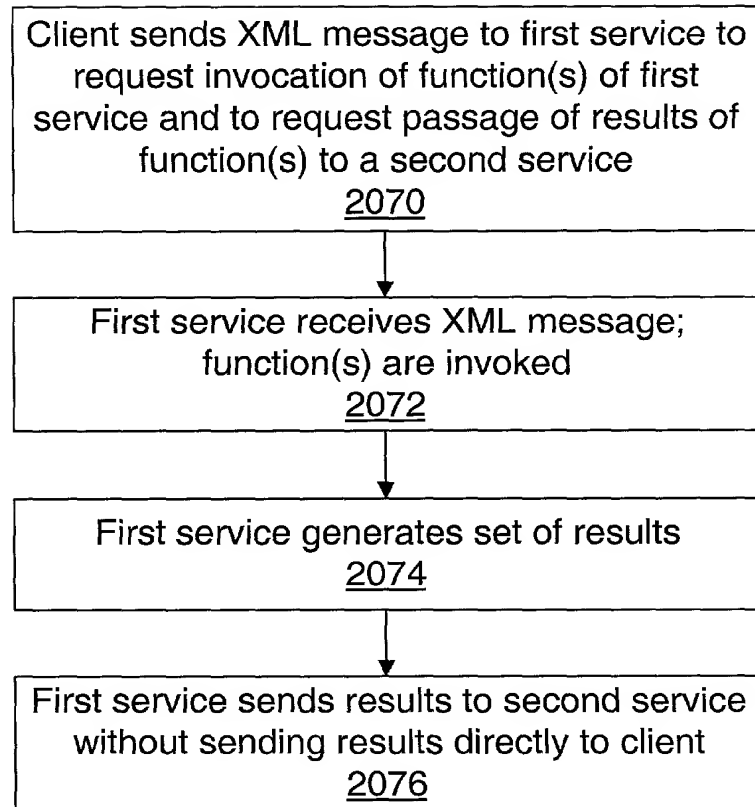 Client sends XML message to first service to
request invocation of function(s) of first
service and to request passage of results of
function(s) to a second service
2070
First service receives XML message;
function(s) are invoked
2072
First service generates set of results
2074
First service sends results to second service
without sending results directly to client
2076